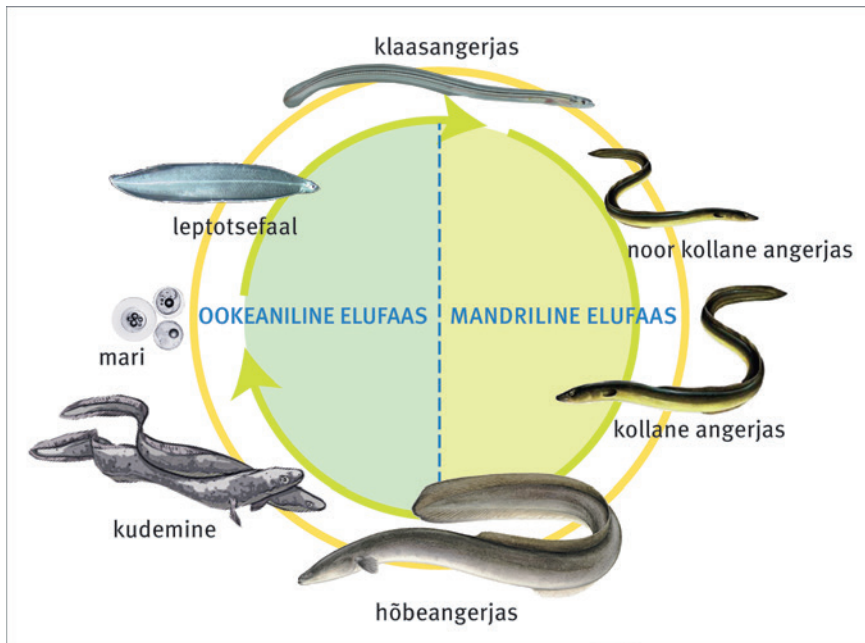 klaasangerjas
leptotsefaal
noor kollane angerjas
OOKEANILINE ELUFAAS
MANDRILINE ELUFAAS
mari
kollane angerjas
kudemine
hõbeangerjas